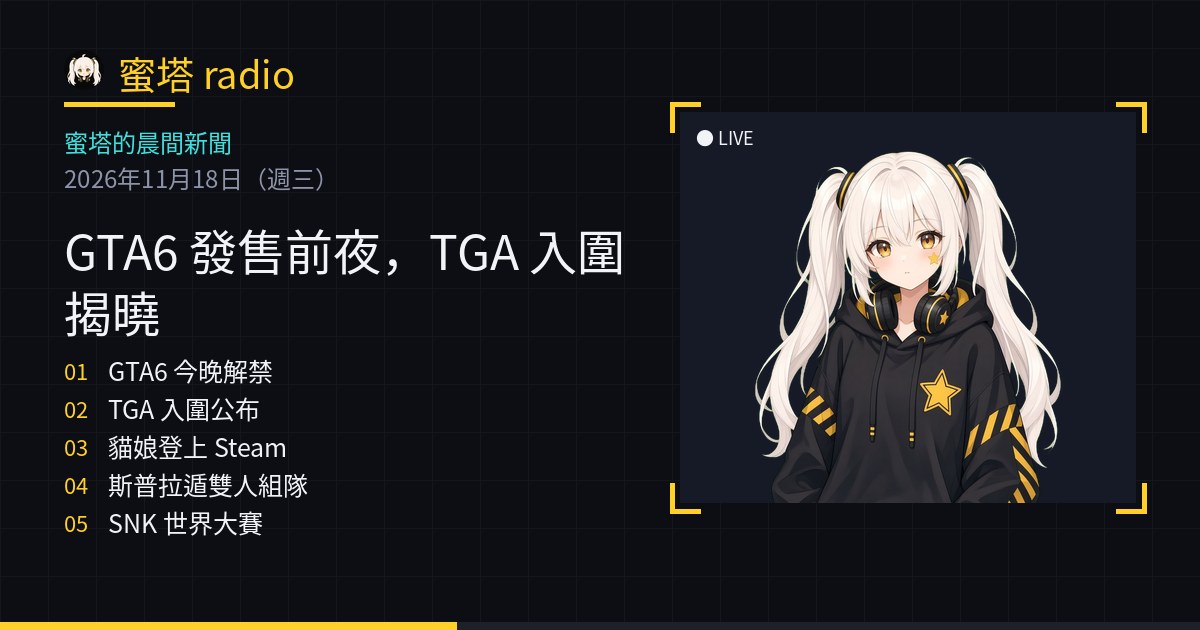 蜜塔 radio
蜜塔的晨間新聞
2026年11月18日（週三）
GTA6 發售前夜，TGA 入圍
揭曉
01 GTA6 今晚解禁
02 TGA 入圍公布
03 貓娘登上 Steam
04 斯普拉遁雙人組隊
05 SNK 世界大賽
LIVE